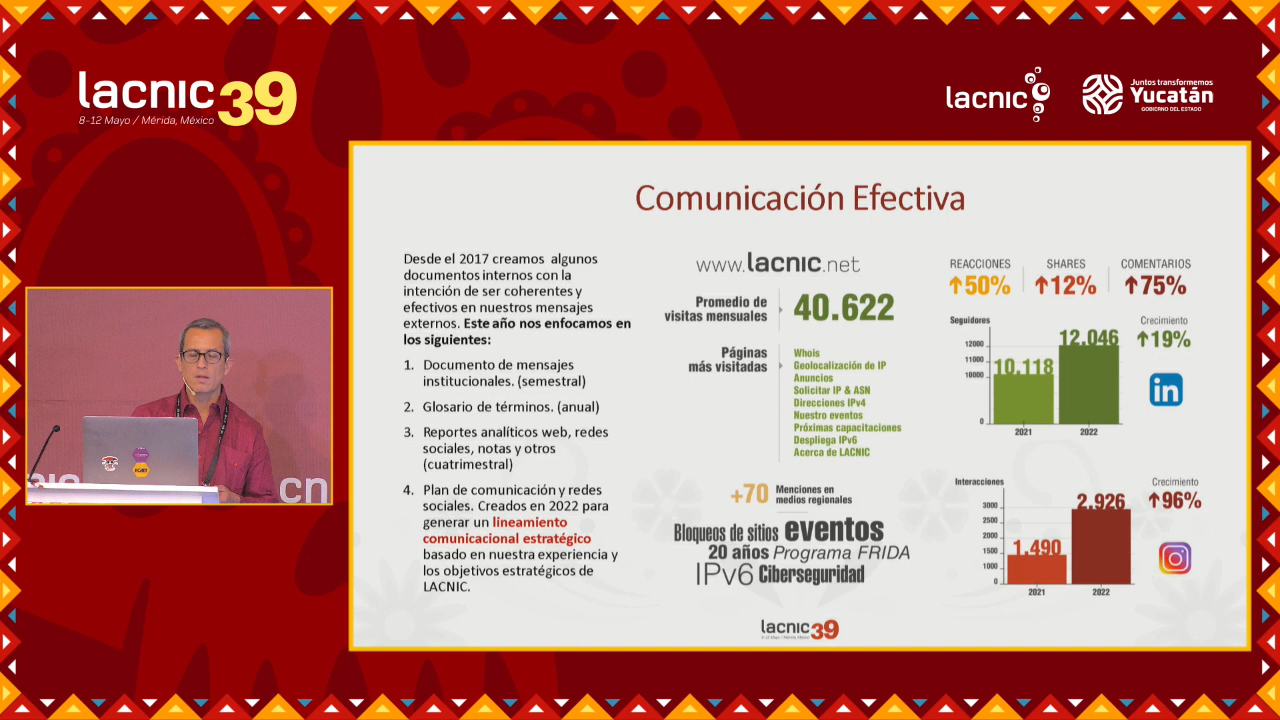 lacnic 39
8-12 Mayo / Mérida, México
lacnic
Juntos transformemos
Yucatán
GOBIERNO DEL ESTADO
Comunicación Efectiva
Desde el 2017 creamos algunos
documentos internos con la
intención de ser coherentes y
efectivos en nuestros mensajes
externos. Este año nos enfocamos en
los siguientes:
1. Documento de mensajes
institucionales. (semestral)
2. Glosario de términos. (anual)
3. Reportes analíticos web, redes
sociales, notas y otros
(cuatrimestral)
4. Plan de comunicación y redes
sociales. Creados en 2022 para
generar un lineamiento
comunicacional estratégico
basado en nuestra experiencia y
los objetivos estratégicos de
LACNIC.
www.lacnic.net
Promedio de
visitas mensuales
40.622
Páginas
más visitadas
Whois
Geolocalización de IP
Anuncios
Solicitar IP & ASN
Direcciones IPv4
Nuestro eventos
Próximas capacitaciones
Despliega IPv6
Acerca de LACNIC
+70 Menciones en
medios regionales
Bloqueos de sitios eventos
20 años Programa FRIDA
IPv6 Ciberseguridad
lacnic 39
REACCIONES SHARES COMENTARIOS
↑50% ↑12% ↑75%
Seguidores
12000
11000
10000
0
10.118
12.046
2021 2022
Crecimiento
↑19%
in
Interacciones
3000
2500
2000
1500
1000
0
1.490
2.926
2021 2022
Crecimiento
↑96%
cn